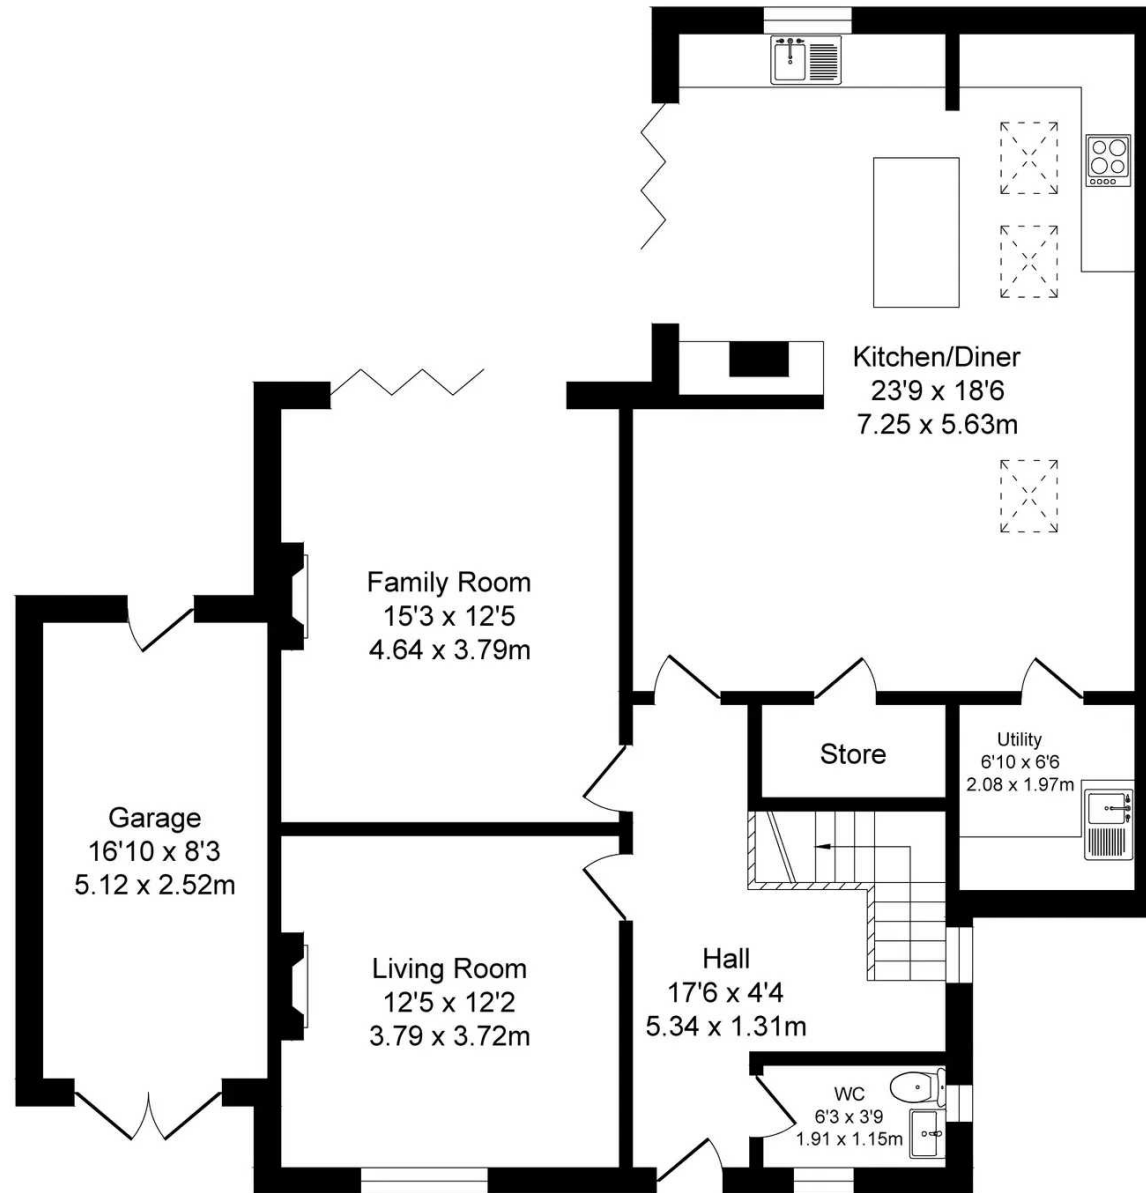 Kitchen/Diner
23'9 x 18'6
7.25 x 5.63m
Family Room
15'3 x 12'5
4.64 x 3.79m
Store
Utility
6'10 x 6'6
2.08 x 1.97m
Garage
16'10 x 8'3
5.12 x 2.52m
Living Room
12'5 x 12'2
3.79 x 3.72m
Hall
17'6 x 4'4
5.34 x 1.31m
WC
6'3 x 3'9
1.91 x 1.15m